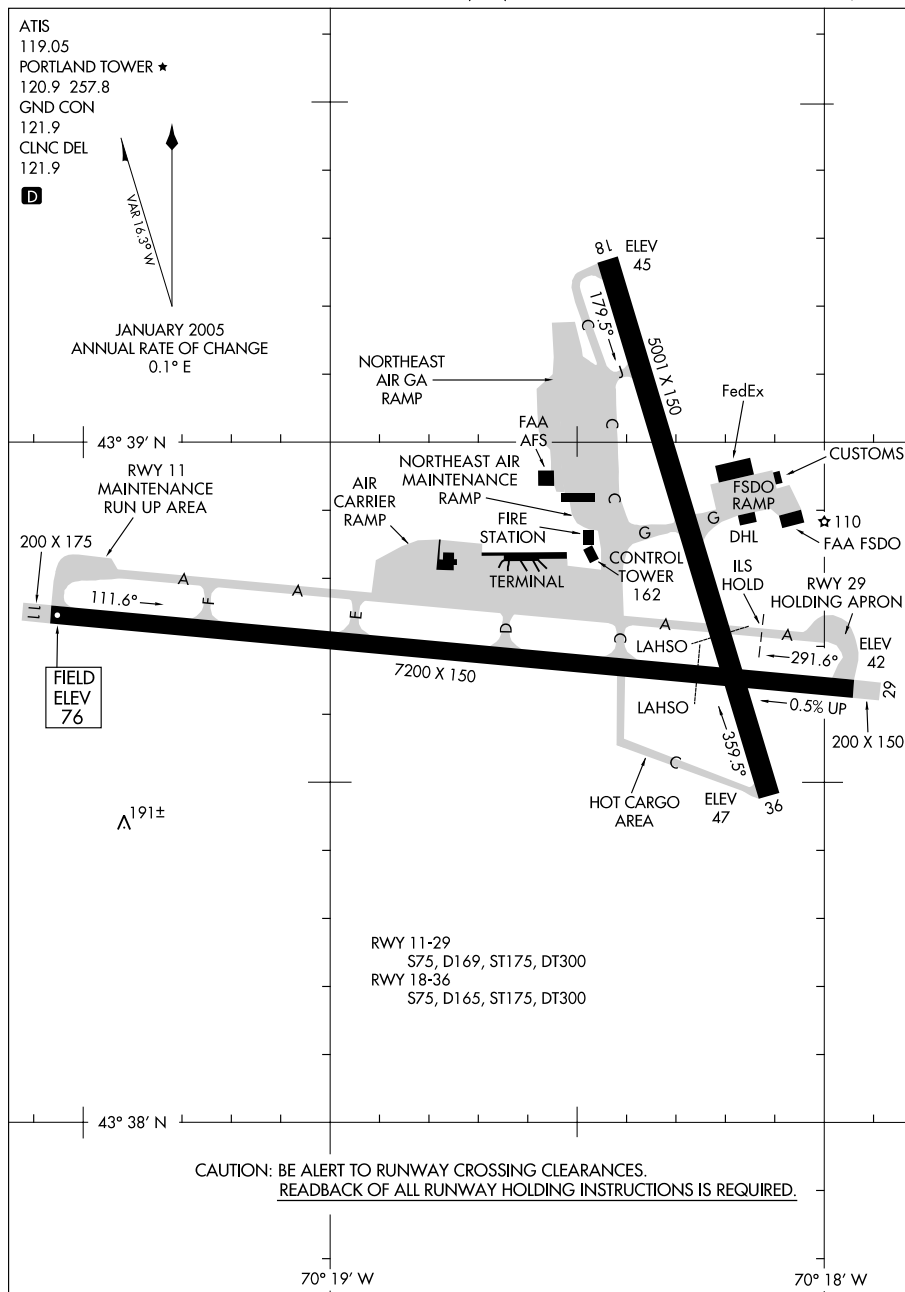 ATIS
119.05
PORTLAND TOWER ★
120.9 257.8
GND CON
121.9
CLNC DEL
121.9
D
VAR 16.3° W
JANUARY 2005
ANNUAL RATE OF CHANGE
0.1° E
18
ELEV
45
179.5°
C
J
5001 X 150
NORTHEAST
AIR GA
RAMP
C
FedEx
43° 39' N
FAA
AFS
CUSTOMS
RWY 11
MAINTENANCE
RUN UP AREA
AIR
CARRIER
RAMP
NORTHEAST AIR
MAINTENANCE
RAMP
C
FSDO
RAMP
G
G
DHL
110
FAA FSDO
FIRE
STATION
200 X 175
TERMINAL
CONTROL
TOWER
162
ILS
HOLD
RWY 29
HOLDING APRON
A
A
111.6°
F
E
D
C
A
A
11
LAHSO
291.6°
ELEV
42
FIELD
ELEV
76
7200 X 150
29
LAHSO
0.5% UP
200 X 150
359.5°
C
HOT CARGO
AREA
ELEV
47
36
191±
RWY 11-29
S75, D169, ST175, DT300
RWY 18-36
S75, D165, ST175, DT300
43° 38' N
CAUTION: BE ALERT TO RUNWAY CROSSING CLEARANCES.
READBACK OF ALL RUNWAY HOLDING INSTRUCTIONS IS REQUIRED.
70° 19' W
70° 18' W